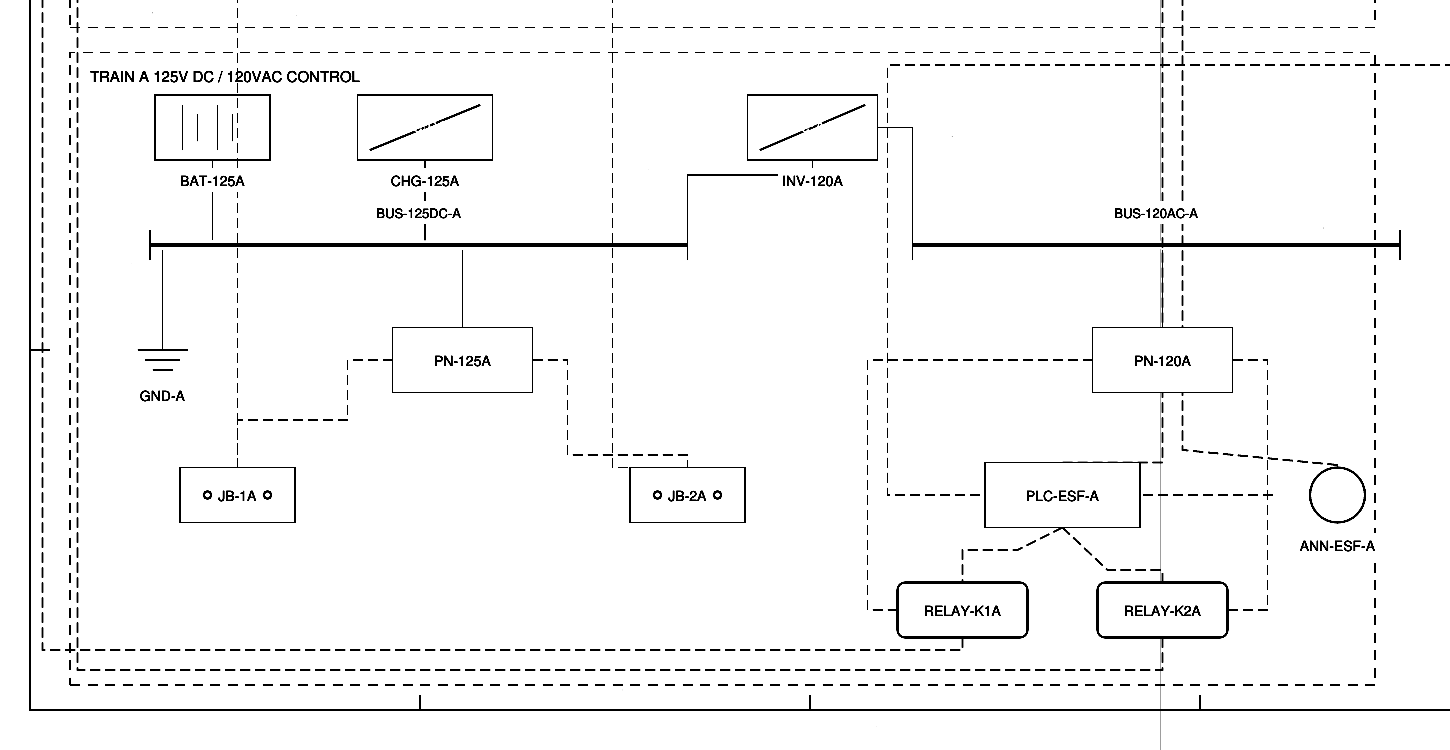 TRAIN A 125V DC / 120VAC CONTROL
BAT-125A
CHG-125A
INV-120A
BUS-125DC-A
BUS-120AC-A
PN-125A
PN-120A
GND-A
JB-1A
JB-2A
PLC-ESF-A
ANN-ESF-A
RELAY-K1A
RELAY-K2A